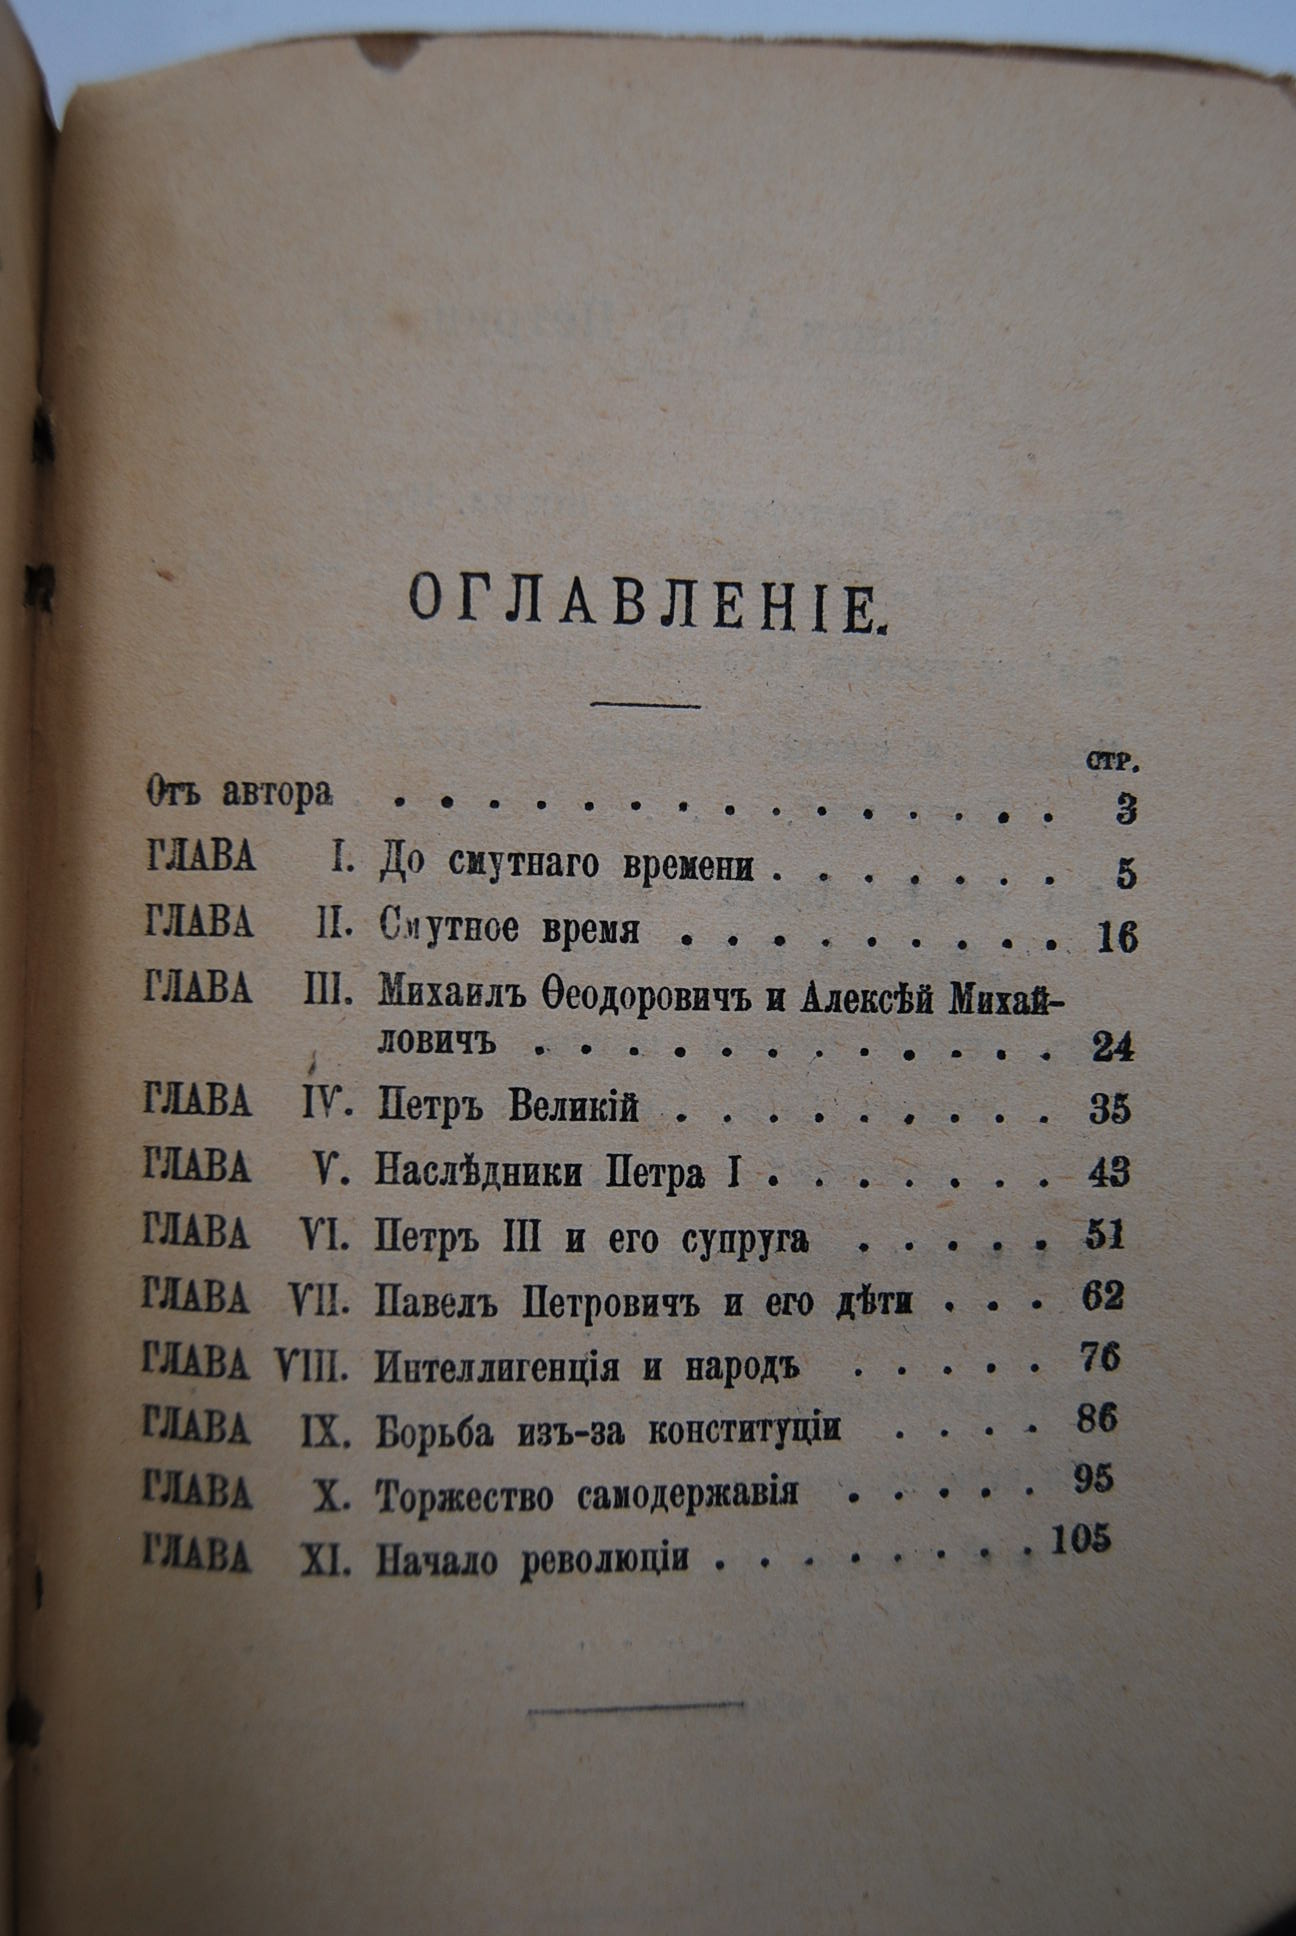 ОГЛАВЛЕНІЕ.
СТР.
Отъ автора . . . . . . . . . . . . . . . 3
ГЛАВА I. До смутнаго времени . . . . . . . 5
ГЛАВА II. Смутное время . . . . . . . . . 16
ГЛАВА III. Михаилъ Ѳеодоровичъ и Алексѣй Михай-
ловичъ . . . . . . . . . . . . 24
ГЛАВА IV. Петръ Великій . . . . . . . . . 35
ГЛАВА V. Наслѣдники Петра I . . . . . . . 43
ГЛАВА VI. Петръ III и его супруга . . . . . 51
ГЛАВА VII. Павелъ Петровичъ и его дѣти . . . 62
ГЛАВА VIII. Интеллигенція и народъ . . . . . 76
ГЛАВА IX. Борьба изъ-за конституціи . . . . 86
ГЛАВА X. Торжество самодержавія . . . . . 95
ГЛАВА XI. Начало революціи . . . . . . . . 105